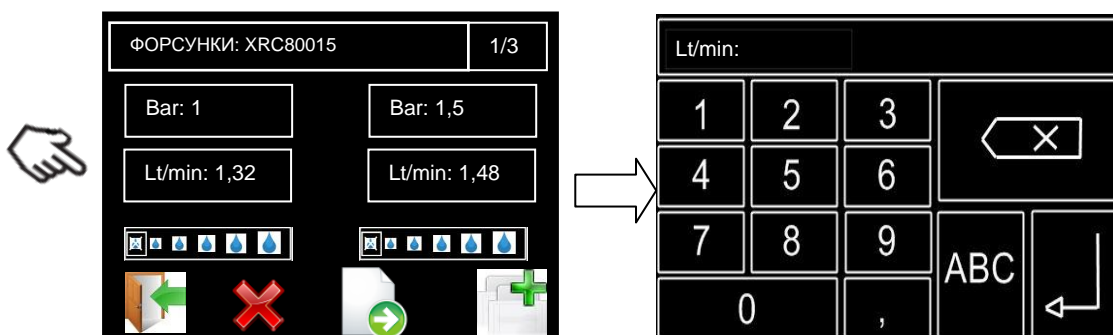 ФОРСУНКИ: XRC80015 1/3
Bar: 1 Bar: 1,5
Lt/min: 1,32 Lt/min: 1,48
Lt/min:
1 2 3
4 5 6
7 8 9 ABC
0 ,